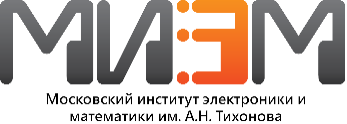 МИЭМ
Московский институт электроники и
математики им. А.Н. Тихонова